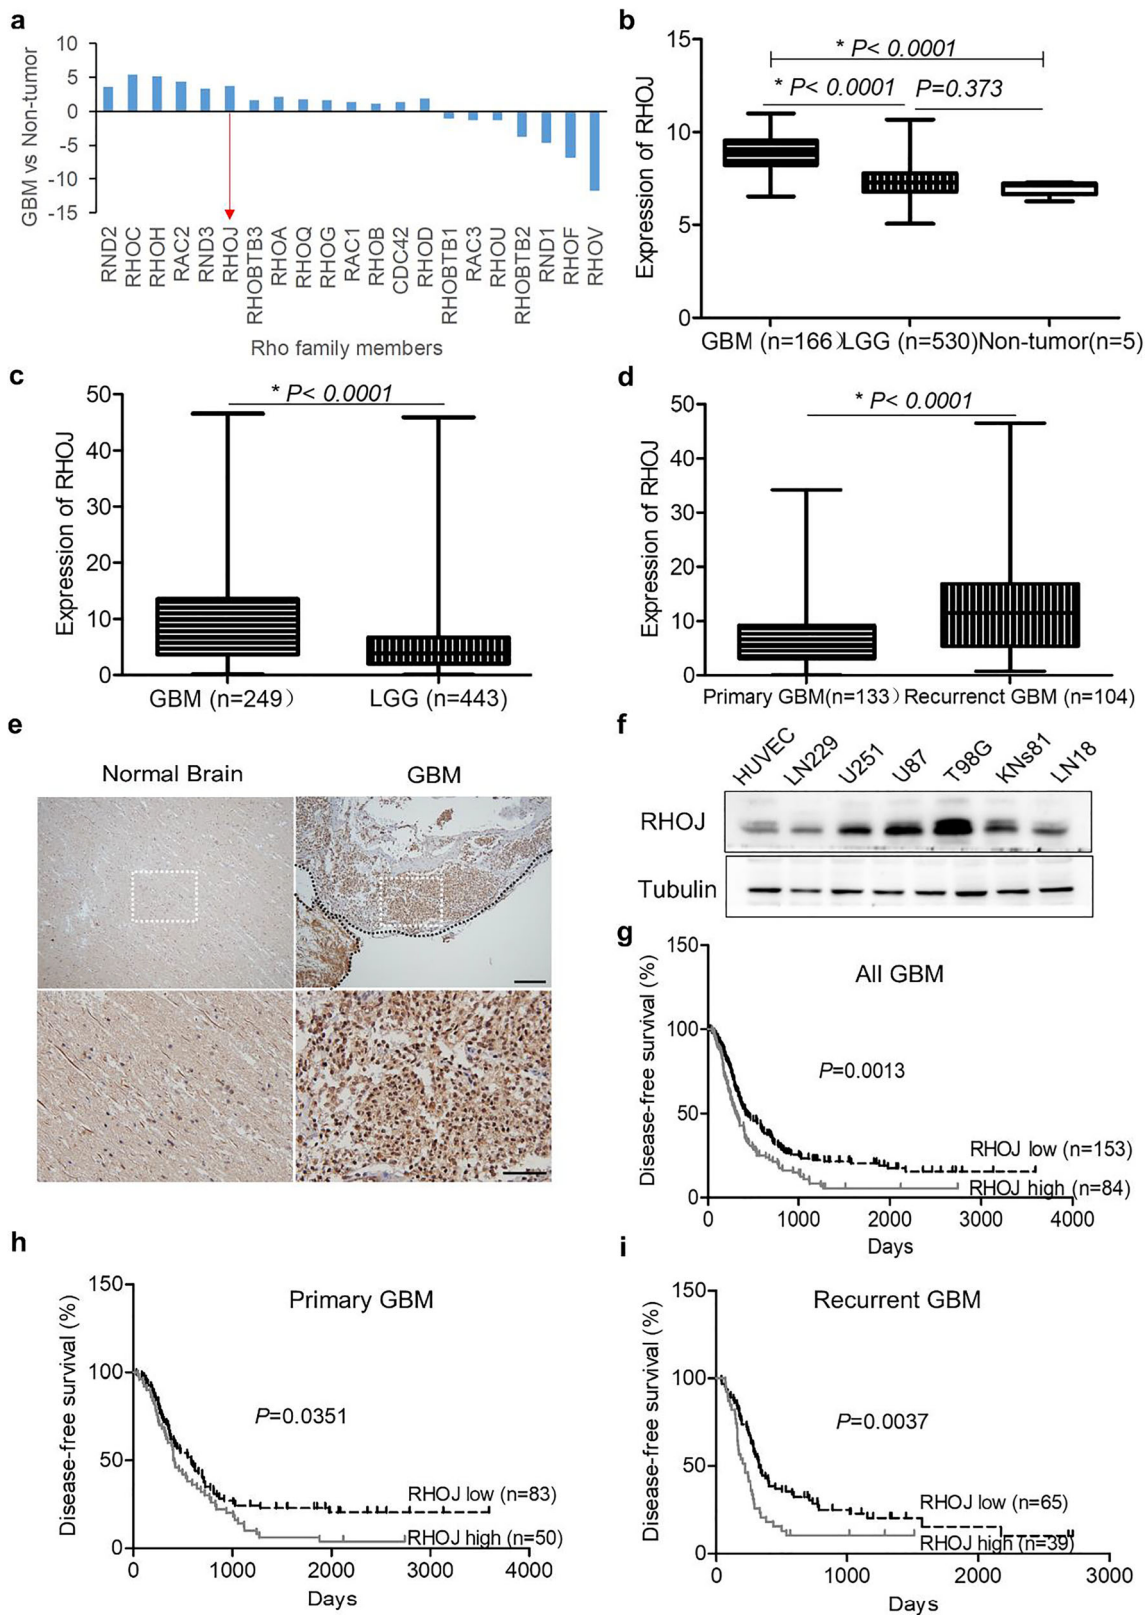 a
10
5
0
-5
-10
-15
GBM vs Non-tumor
RND2
RHOC
RHOH
RAC2
RND3
RHOJ
RHOBTB3
RHOA
RHOQ
RHOG
RAC1
RHOB
CDC42
RHOD
RHOBTB1
RAC3
RHOU
RHOBTB2
RND1
RHOF
RHOV
Rho family members
b
15
10
5
0
Expression of RHOJ
* P< 0.0001
* P< 0.0001
P=0.373
GBM (n=166)
LGG (n=530)
Non-tumor(n=5)
c
50
40
30
20
10
0
Expression of RHOJ
* P< 0.0001
GBM (n=249)
LGG (n=443)
d
50
40
30
20
10
0
Expression of RHOJ
* P< 0.0001
Primary GBM(n=133)
Recurrenct GBM (n=104)
e
Normal Brain
GBM
f
HUVEC
LN229
U251
U87
T98G
KNs81
LN18
RHOJ
Tubulin
g
150
100
50
0
Disease-free survival (%)
All GBM
P=0.0013
RHOJ low (n=153)
RHOJ high (n=84)
0
1000
2000
3000
4000
Days
h
150
100
50
0
Disease-free survival (%)
Primary GBM
P=0.0351
RHOJ low (n=83)
RHOJ high (n=50)
0
1000
2000
3000
4000
Days
i
150
100
50
0
Disease-free survival (%)
Recurrent GBM
P=0.0037
RHOJ low (n=65)
RHOJ high (n=39)
0
1000
2000
3000
Days